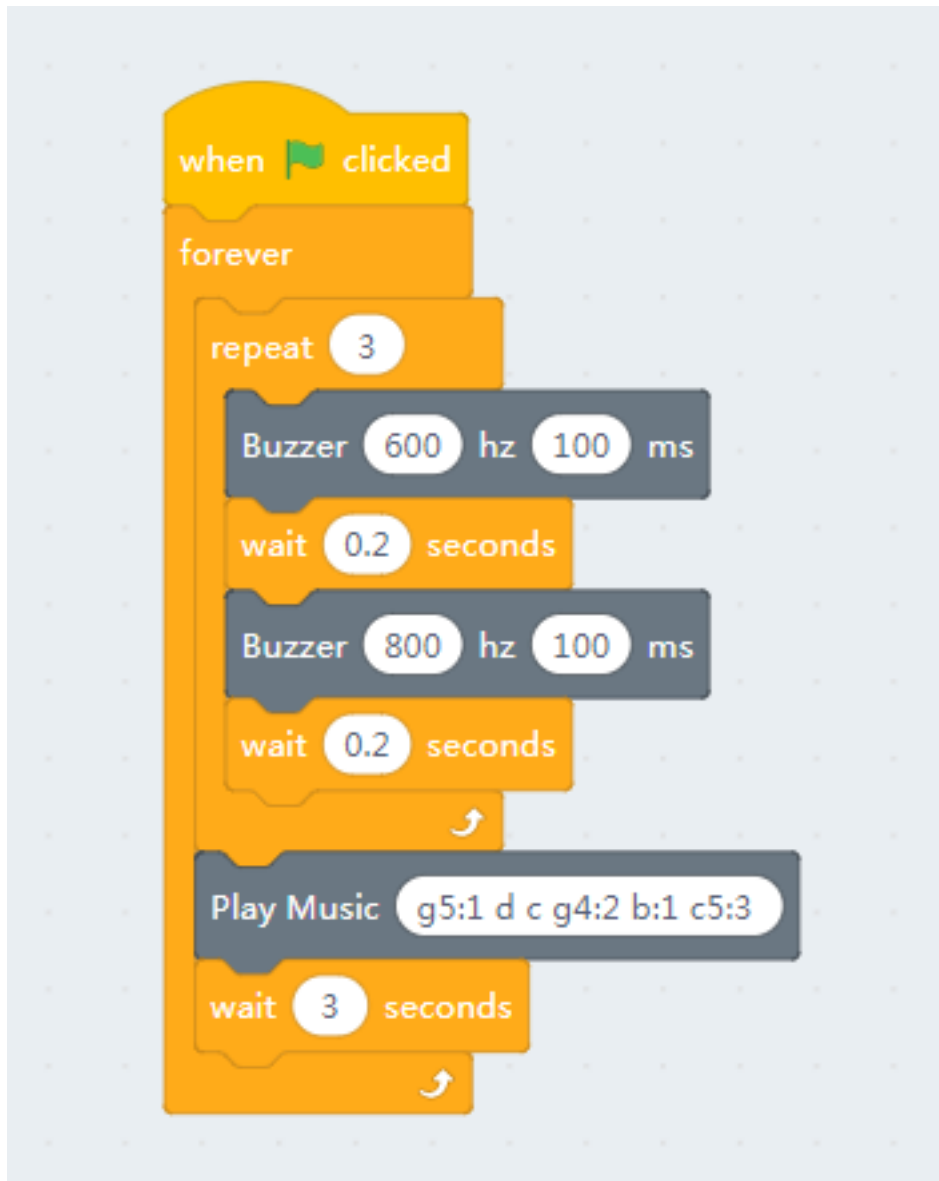 when clicked
forever
repeat 3
Buzzer 600 hz 100 ms
wait 0.2 seconds
Buzzer 800 hz 100 ms
wait 0.2 seconds
Play Music g5:1 d c g4:2 b:1 c5:3
wait 3 seconds